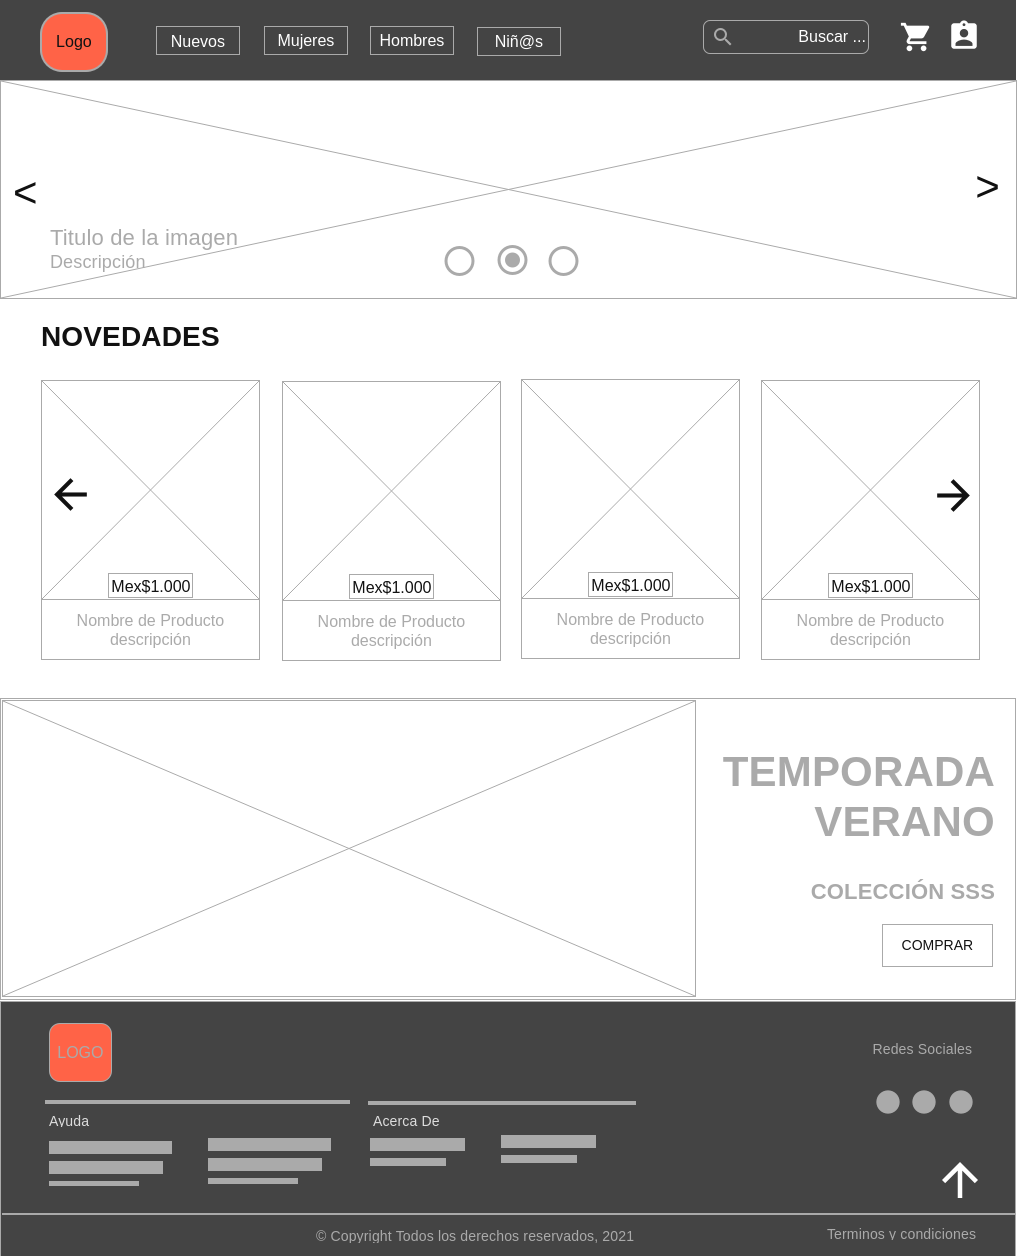 Logo
Nuevos
Mujeres
Hombres
Niñ@s
Buscar ...
<
>
Titulo de la imagen
Descripción
NOVEDADES
Mex$1.000
Mex$1.000
Mex$1.000
Mex$1.000
Nombre de Producto
descripción
Nombre de Producto
descripción
Nombre de Producto
descripción
Nombre de Producto
descripción
TEMPORADA
VERANO
COLECCIÓN SSS
COMPRAR
LOGO
Redes Sociales
Ayuda
Acerca De
© Copyright Todos los derechos reservados, 2021
Terminos y condiciones